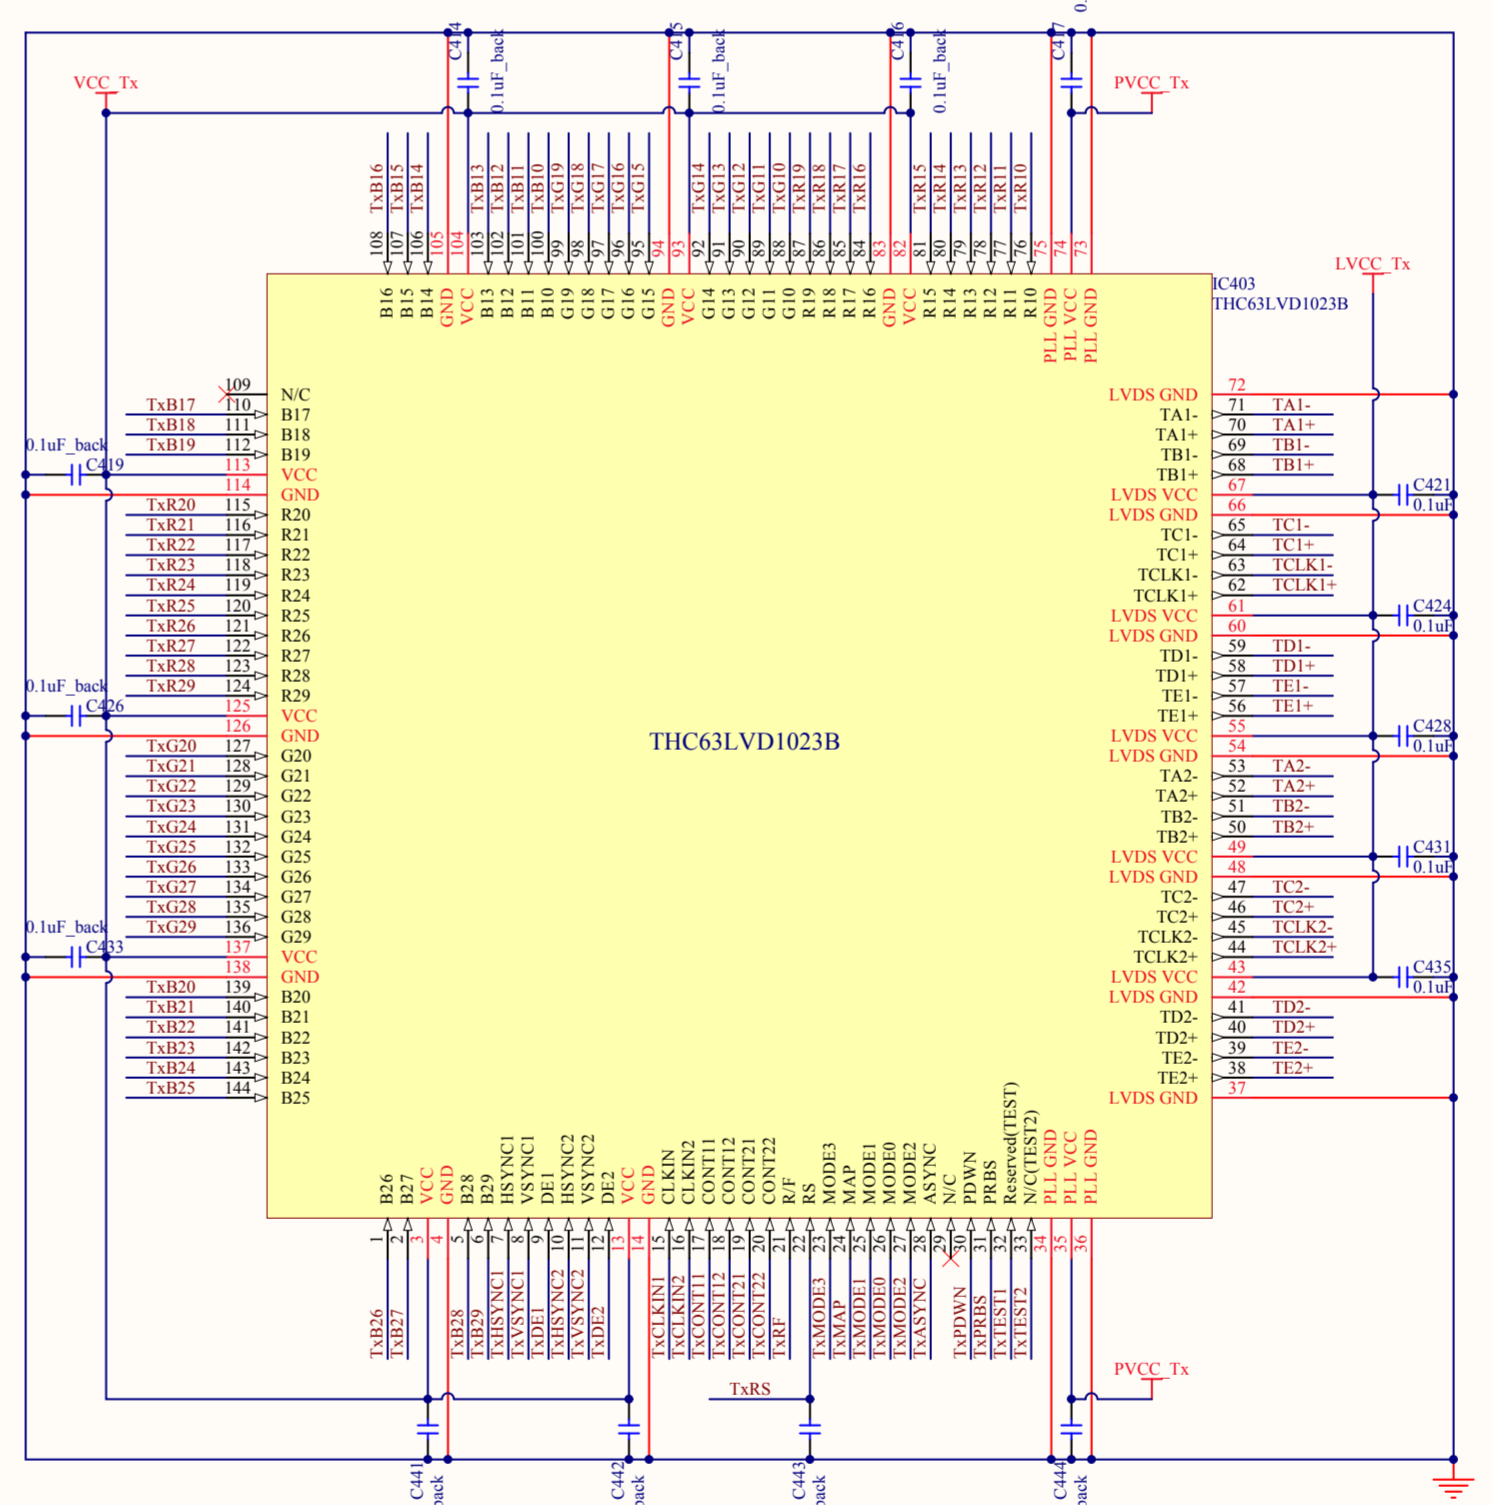 0.
C414
0.1uF_back
C415
0.1uF_back
C416
0.1uF_back
C417
VCC_Tx
PVCC_Tx
TxB16
TxB15
TxB14
TxB13
TxB12
TxB11
TxB10
TxG19
TxG18
TxG17
TxG16
TxG15
TxG14
TxG13
TxG12
TxG11
TxG10
TxR19
TxR18
TxR17
TxR16
TxR15
TxR14
TxR13
TxR12
TxR11
TxR10
108 107 106 105 104 103 102 101 100 99 98 97 96 95 94 93 92 91 90 89 88 87 86 85 84 83 82 81 80 79 78 77 76 75 74 73
B16 B15 B14 GND VCC B13 B12 B11 B10 G19 G18 G17 G16 G15 GND VCC G14 G13 G12 G11 G10 R19 R18 R17 R16 GND VCC R15 R14 R13 R12 R11 R10 PLL GND PLL VCC PLL GND
LVCC_Tx
IC403
THC63LVD1023B
109 N/C
TxB17 110 B17
TxB18 111 B18
TxB19 112 B19
0.1uF_back
C419
113 VCC
114 GND
TxR20 115 R20
TxR21 116 R21
TxR22 117 R22
TxR23 118 R23
TxR24 119 R24
TxR25 120 R25
TxR26 121 R26
TxR27 122 R27
TxR28 123 R28
TxR29 124 R29
0.1uF_back
C426
125 VCC
126 GND
TxG20 127 G20
TxG21 128 G21
TxG22 129 G22
TxG23 130 G23
TxG24 131 G24
TxG25 132 G25
TxG26 133 G26
TxG27 134 G27
TxG28 135 G28
TxG29 136 G29
0.1uF_back
C433
137 VCC
138 GND
TxB20 139 B20
TxB21 140 B21
TxB22 141 B22
TxB23 142 B23
TxB24 143 B24
TxB25 144 B25
THC63LVD1023B
LVDS GND 72
TA1- 71 TA1-
TA1+ 70 TA1+
TB1- 69 TB1-
TB1+ 68 TB1+
LVDS VCC 67 C421
0.1uF
LVDS GND 66
TC1- 65 TC1-
TC1+ 64 TC1+
TCLK1- 63 TCLK1-
TCLK1+ 62 TCLK1+
LVDS VCC 61 C424
0.1uF
LVDS GND 60
TD1- 59 TD1-
TD1+ 58 TD1+
TE1- 57 TE1-
TE1+ 56 TE1+
LVDS VCC 55 C428
0.1uF
LVDS GND 54
TA2- 53 TA2-
TA2+ 52 TA2+
TB2- 51 TB2-
TB2+ 50 TB2+
LVDS VCC 49 C431
0.1uF
LVDS GND 48
TC2- 47 TC2-
TC2+ 46 TC2+
TCLK2- 45 TCLK2-
TCLK2+ 44 TCLK2+
LVDS VCC 43 C435
0.1uF
LVDS GND 42
TD2- 41 TD2-
TD2+ 40 TD2+
TE2- 39 TE2-
TE2+ 38 TE2+
LVDS GND 37
B26 B27 VCC GND B28 B29 HSYNC1 VSYNC1 DE1 HSYNC2 VSYNC2 DE2 VCC GND CLKIN CLKIN2 CONT11 CONT12 CONT21 CONT22 R/F RS MODE3 MAP MODE1 MODE0 MODE2 ASYNC N/C PDWN PRBS Reserved(TEST) N/C(TEST2) PLL GND PLL VCC PLL GND
1 2 3 4 5 6 7 8 9 10 11 12 13 14 15 16 17 18 19 20 21 22 23 24 25 26 27 28 29 30 31 32 33 34 35 36
TxB26
TxB27
TxB28
TxB29
TxHSYNC1
TxVSYNC1
TxDE1
TxHSYNC2
TxVSYNC2
TxDE2
TxCLKIN1
TxCLKIN2
TxCONT11
TxCONT12
TxCONT21
TxCONT22
TxRF
TxMODE3
TxMAP
TxMODE1
TxMODE0
TxMODE2
TxASYNC
TxPDWN
TxPRBS
TxTEST1
TxTEST2
TxRS
PVCC_Tx
C441
back
C442
back
C443
C444
back